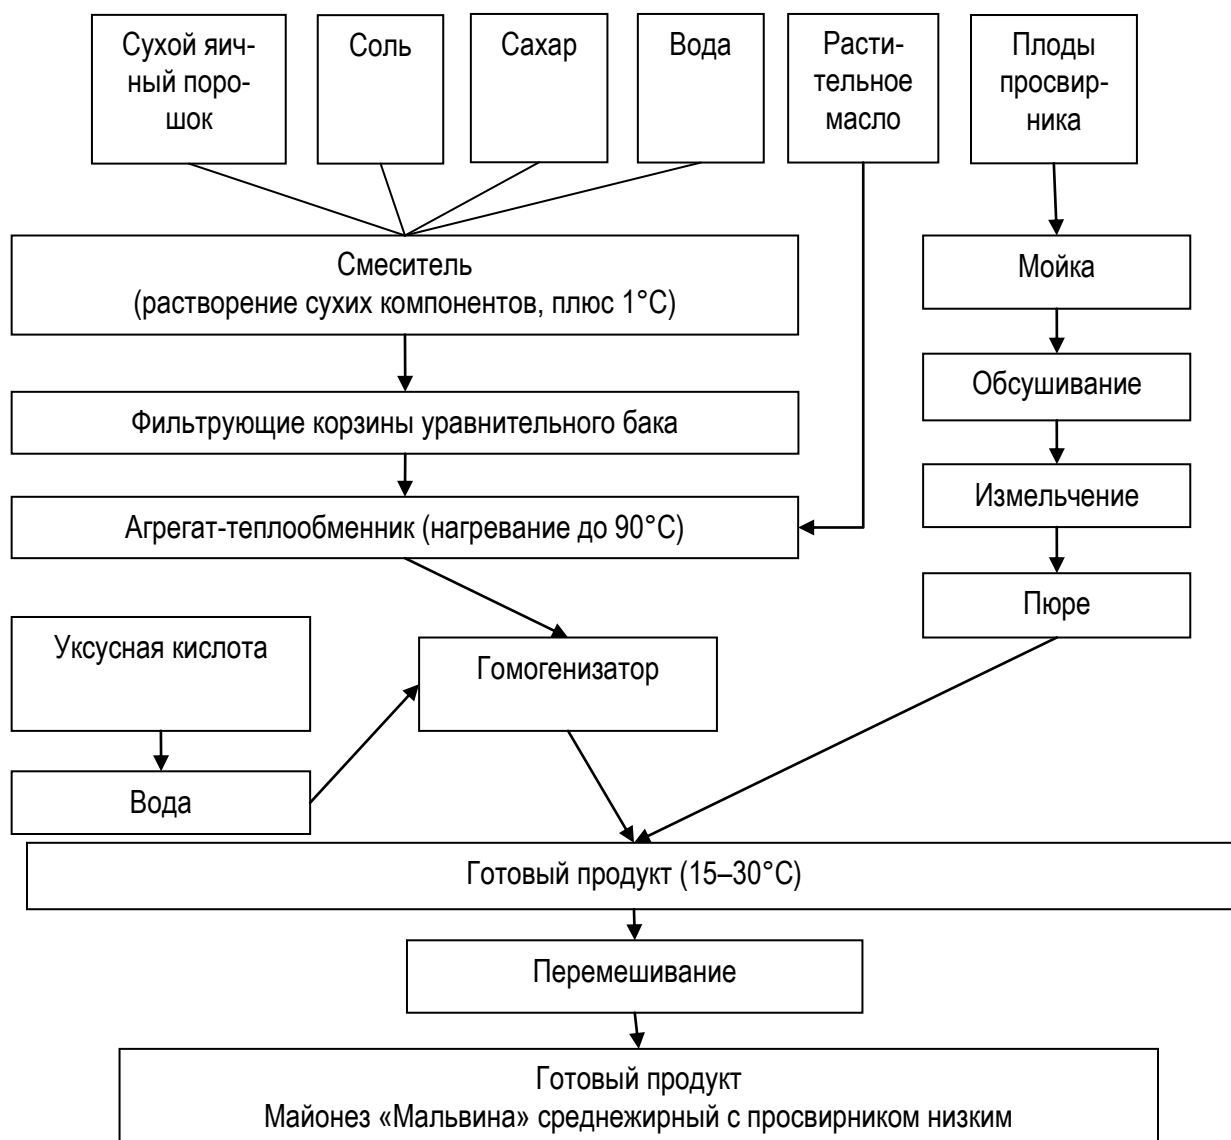 Сухой яич-
ный поро-
шок
Соль
Сахар
Вода
Расти-
тельное
масло
Плоды
просвир-
ника
Смеситель
(растворение сухих компонентов, плюс 1°С)
Мойка
Обсушивание
Фильтрующие корзины уравнительного бака
Измельчение
Агрегат-теплообменник (нагревание до 90°С)
Пюре
Уксусная кислота
Гомогенизатор
Вода
Готовый продукт (15–30°С)
Перемешивание
Готовый продукт
Майонез «Мальвина» среднежирный с просвирником низким